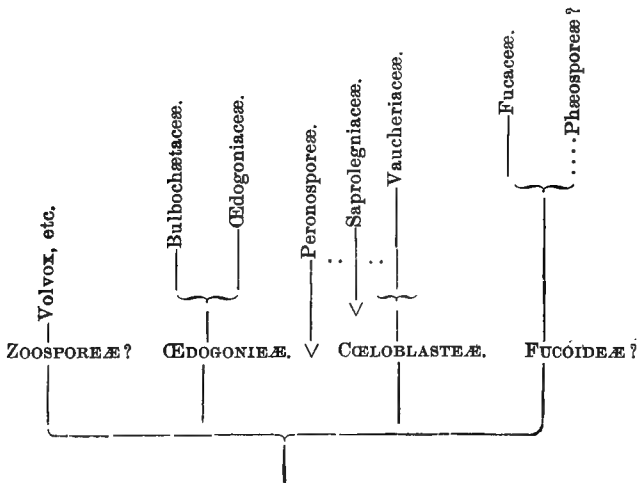 Volvox, etc.
Bulbochætaceæ.
Œdogoniaceæ.
Peronosporeæ.
Saprolegniaceæ.
Vaucheriaceæ.
Fucaceæ.
Phæosporeæ?
ZOOSPOREÆ?
ŒDOGONIEÆ.
CŒLOBLASTEÆ.
FUCOIDEÆ?